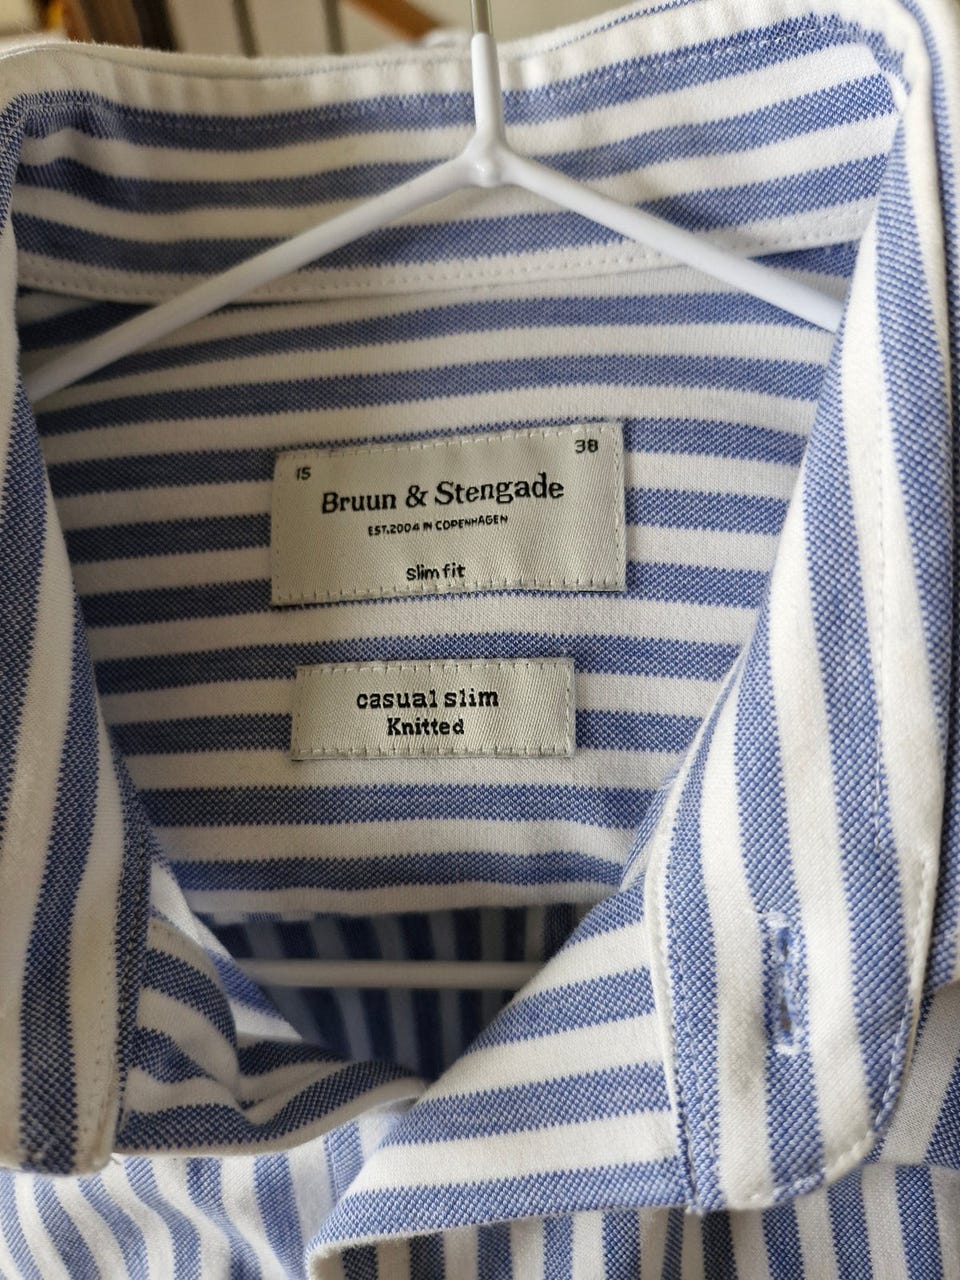 15 38
Bruun & Stengade
EST.2004 IN COPENHAGEN
Slim fit
casual slim
Knitted